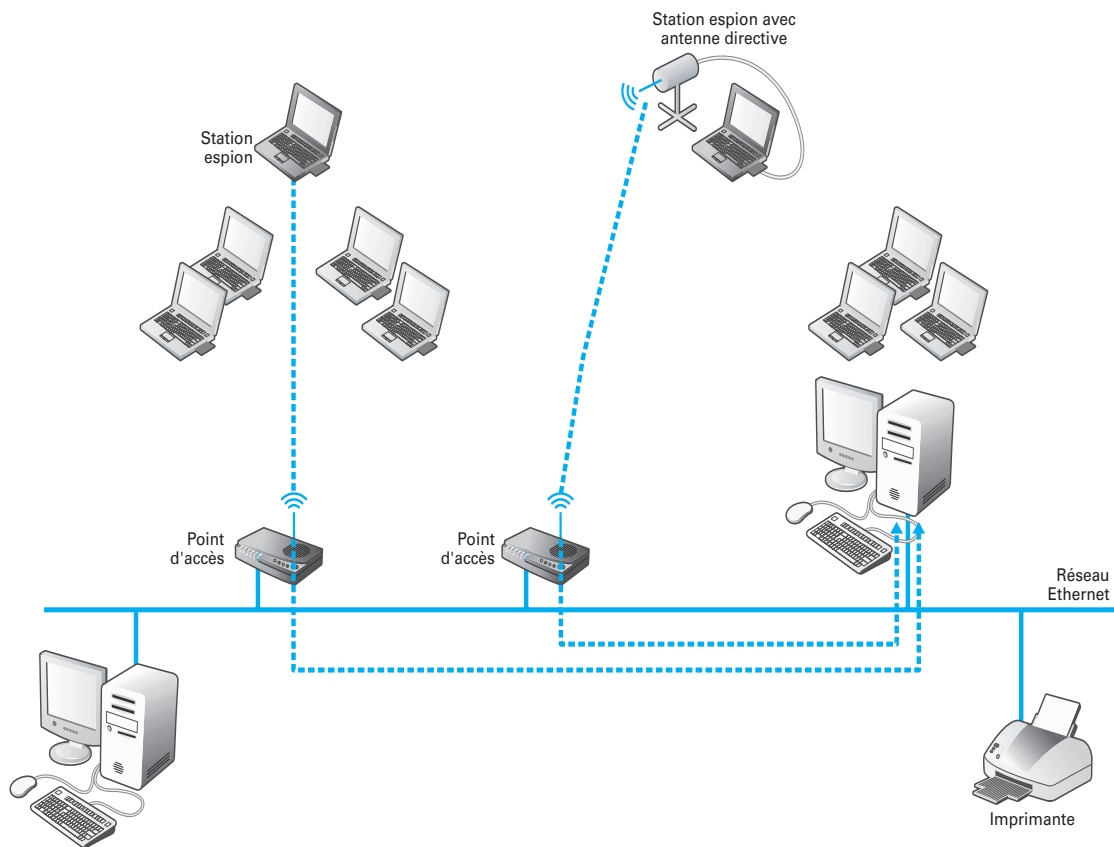 Station espion avec
antenne directive
Station
espion
Point
d'accès
Point
d'accès
Réseau
Ethernet
Imprimante